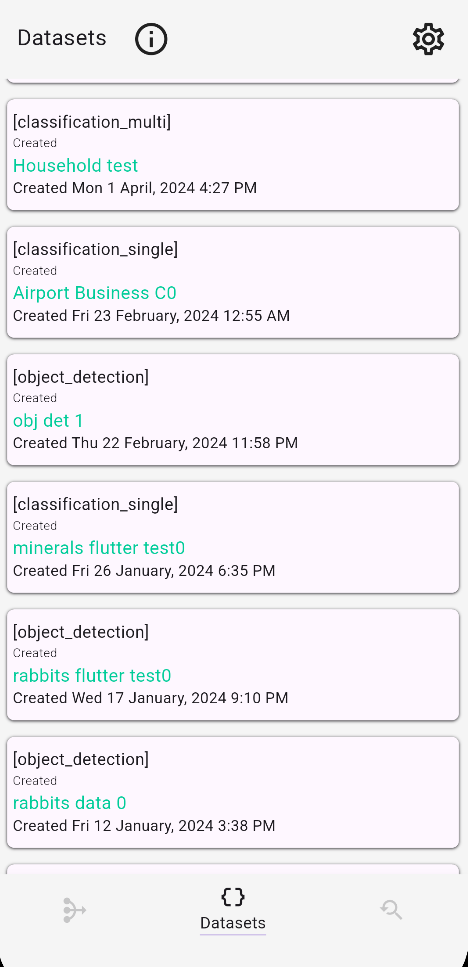 Datasets
[classification_multi]
Created
Household test
Created Mon 1 April, 2024 4:27 PM
[classification_single]
Created
Airport Business C0
Created Fri 23 February, 2024 12:55 AM
[object_detection]
Created
obj det 1
Created Thu 22 February, 2024 11:58 PM
[classification_single]
Created
minerals flutter test0
Created Fri 26 January, 2024 6:35 PM
[object_detection]
Created
rabbits flutter test0
Created Wed 17 January, 2024 9:10 PM
[object_detection]
Created
rabbits data 0
Created Fri 12 January, 2024 3:38 PM
Datasets